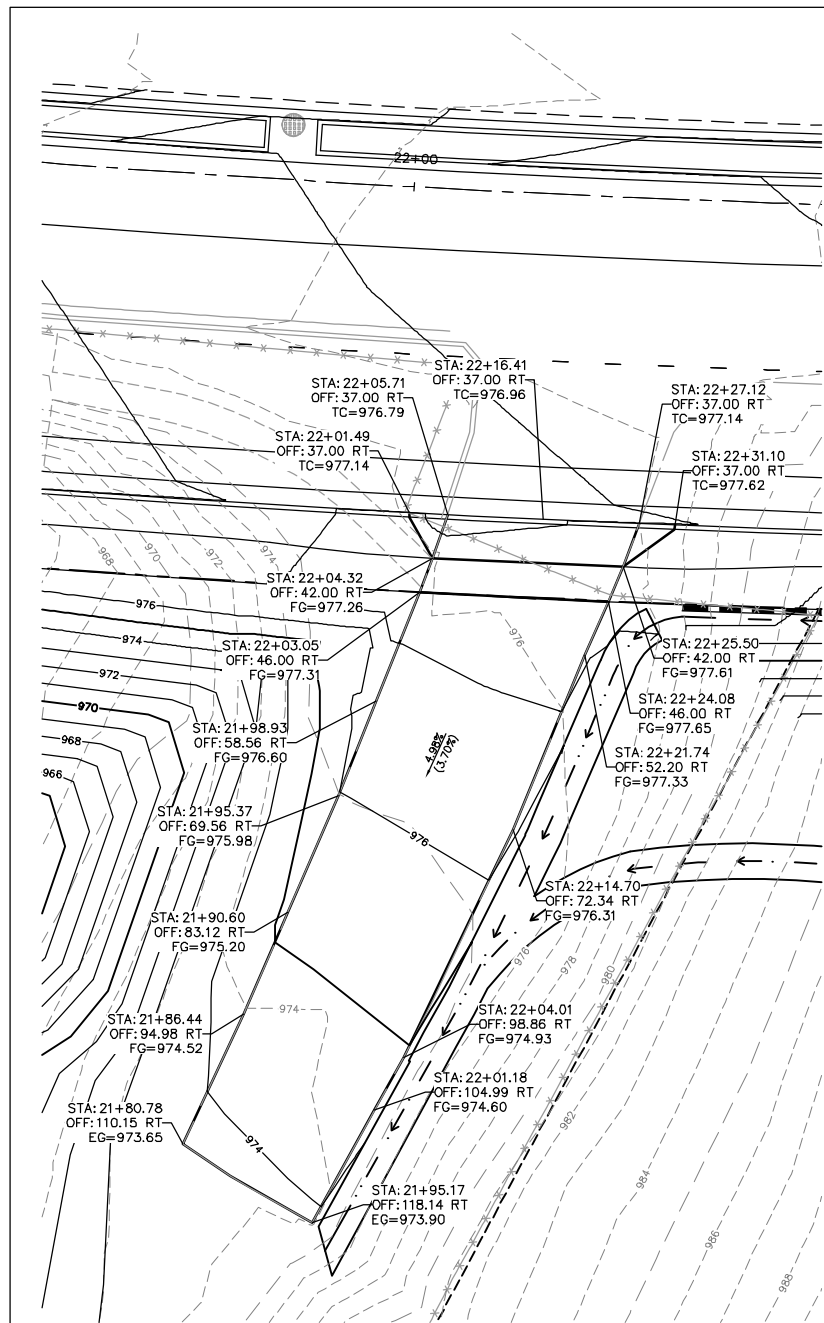 22+00
STA: 22+16.41
OFF: 37.00 RT
TC=976.96
STA: 22+05.71
OFF: 37.00 RT
TC=976.79
STA: 22+27.12
OFF: 37.00 RT
TC=977.14
STA: 22+01.49
OFF: 37.00 RT
TC=977.14
STA: 22+31.10
OFF: 37.00 RT
TC=977.62
968
970
972
974
STA: 22+04.32
OFF: 42.00 RT
FG=977.26
976
974
972
970
968
966
976
STA: 22+03.05
OFF: 46.00 RT
FG=977.31
STA: 22+25.50
OFF: 42.00 RT
FG=977.61
STA: 22+24.08
OFF: 46.00 RT
FG=977.65
STA: 21+98.93
OFF: 58.56 RT
FG=976.60
4.98%
(3.70%)
STA: 22+21.74
OFF: 52.20 RT
FG=977.33
STA: 21+95.37
OFF: 69.56 RT
FG=975.98
976
STA: 22+14.70
OFF: 72.34 RT
FG=976.31
STA: 21+90.60
OFF: 83.12 RT
FG=975.20
976
978
980
974
STA: 21+86.44
OFF: 94.98 RT
FG=974.52
STA: 22+04.01
OFF: 98.86 RT
FG=974.93
STA: 22+01.18
OFF: 104.99 RT
FG=974.60
STA: 21+80.78
OFF: 110.15 RT
EG=973.65
974
982
984
STA: 21+95.17
OFF: 118.14 RT
EG=973.90
986
988